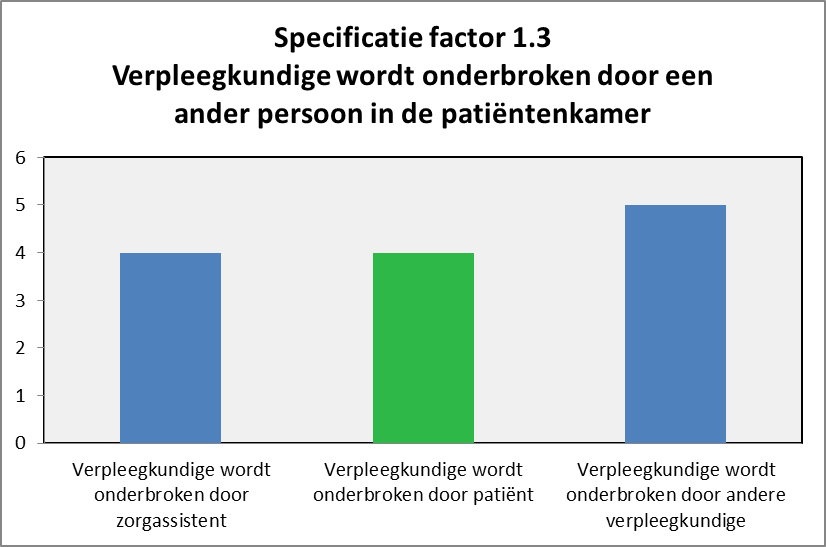 Specificatie factor 1.3
Verpleegkundige wordt onderbroken door een
ander persoon in de patiëntenkamer
6
5
4
3
2
1
0
Verpleegkundige wordt
onderbroken door
zorgassistent
Verpleegkundige wordt
onderbroken door patiënt
Verpleegkundige wordt
onderbroken door andere
verpleegkundige